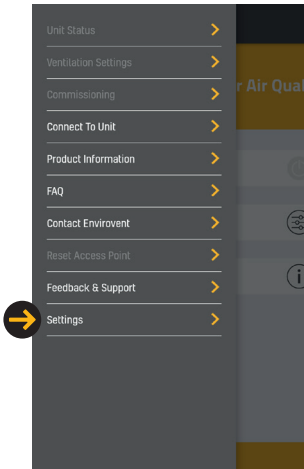 Unit Status
Ventilation Settings
Commissioning
Connect To Unit
Product Information
FAQ
Contact Envirovent
Reset Access Point
Feedback & Support
Settings
r Air Qual